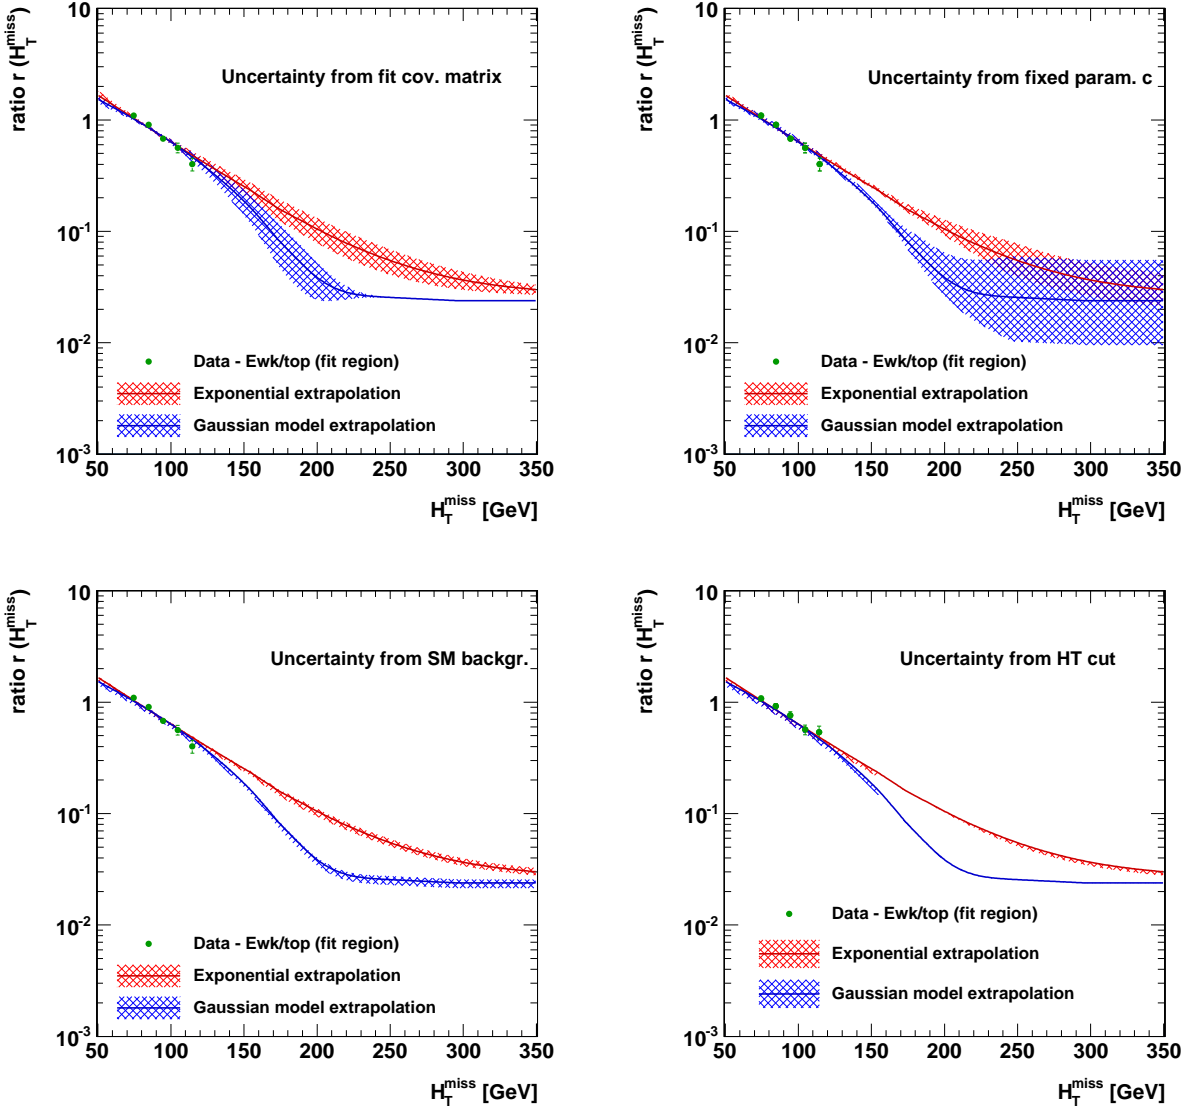 ratio r (H_T^miss)
10
1
10^-1
10^-2
10^-3
Uncertainty from fit cov. matrix
Data - Ewk/top (fit region)
Exponential extrapolation
Gaussian model extrapolation
50 100 150 200 250 300 350
H_T^miss [GeV]
ratio r (H_T^miss)
10
1
10^-1
10^-2
10^-3
Uncertainty from fixed param. c
Data - Ewk/top (fit region)
Exponential extrapolation
Gaussian model extrapolation
50 100 150 200 250 300 350
H_T^miss [GeV]
ratio r (H_T^miss)
10
1
10^-1
10^-2
10^-3
Uncertainty from SM backgr.
Data - Ewk/top (fit region)
Exponential extrapolation
Gaussian model extrapolation
50 100 150 200 250 300 350
H_T^miss [GeV]
ratio r (H_T^miss)
10
1
10^-1
10^-2
10^-3
Uncertainty from HT cut
Data - Ewk/top (fit region)
Exponential extrapolation
Gaussian model extrapolation
50 100 150 200 250 300 350
H_T^miss [GeV]